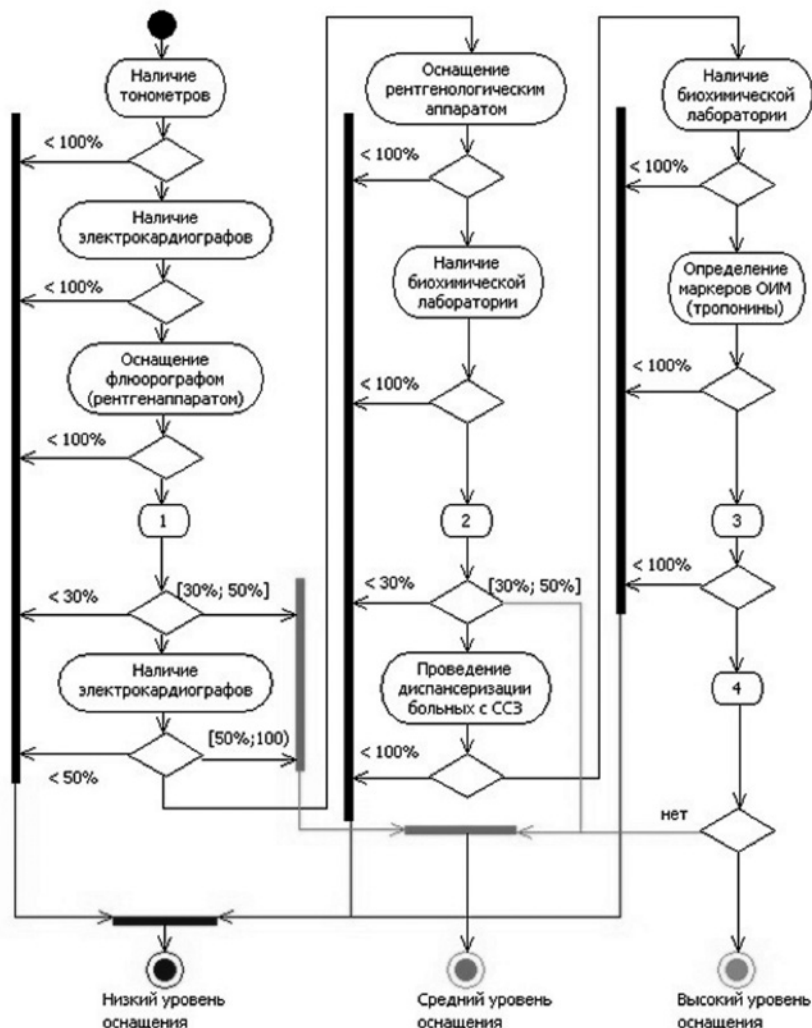 Наличие
тонометров
< 100%
Наличие
электрокардиографов
< 100%
Оснащение
флюорографом
(рентгенаппаратом)
< 100%
1
< 30%
[30%; 50%]
Наличие
электрокардиографов
[50%;100)
< 50%
Низкий уровень
оснащения
Оснащение
рентгенологическим
аппаратом
< 100%
Наличие
биохимической
лаборатории
< 100%
2
< 30%
[30%; 50%]
Проведение
диспансеризации
больных с ССЗ
< 100%
Средний уровень
оснащения
Наличие
биохимической
лаборатории
< 100%
Определение
маркеров ОИМ
(тропонины)
< 100%
3
< 100%
4
нет
Высокий уровень
оснащения